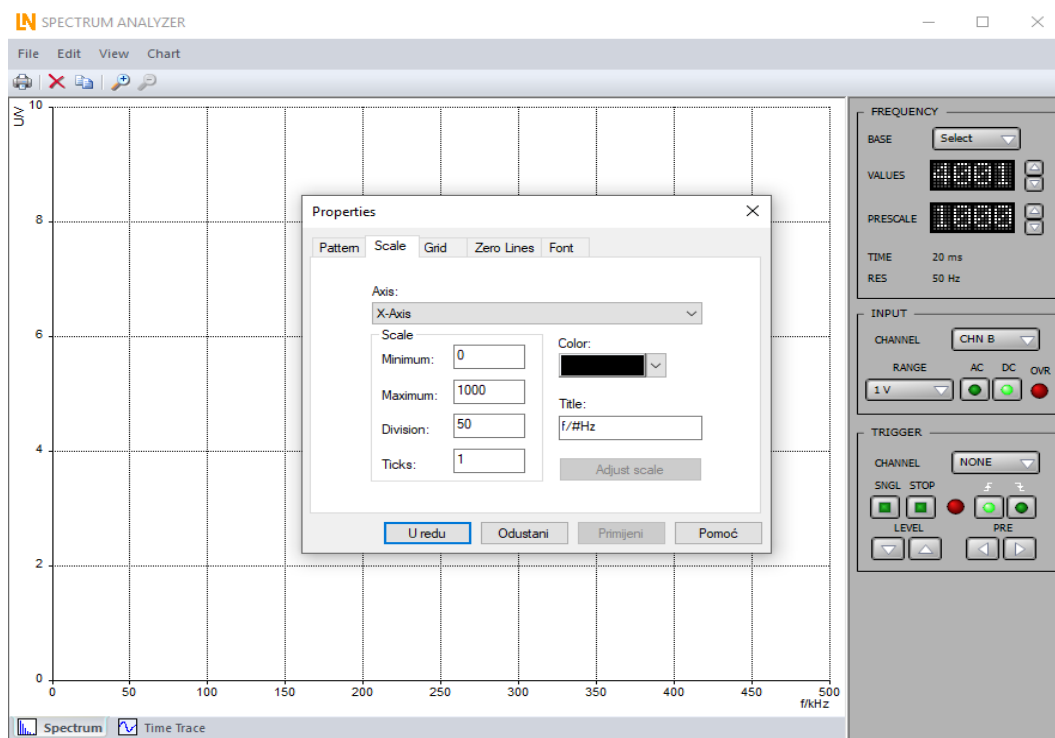 LN SPECTRUM ANALYZER
File Edit View Chart
U/V
10
8
6
4
2
0
0 50 100 150 200 250 300 350 400 450 500
f/kHz
Spectrum Time Trace
Properties
Pattern Scale Grid Zero Lines Font
Axis:
X-Axis
Scale
Minimum: 0
Maximum: 1000
Division: 50
Ticks: 1
Color:
Title:
f/#Hz
Adjust scale
U redu Odustani Primijeni Pomoć
FREQUENCY
BASE Select
VALUES 4001
PRESCALE 1000
TIME 20 ms
RES 50 Hz
INPUT
CHANNEL CHN B
RANGE AC DC OVR
1 V
TRIGGER
CHANNEL NONE
SNGL STOP
LEVEL PRE